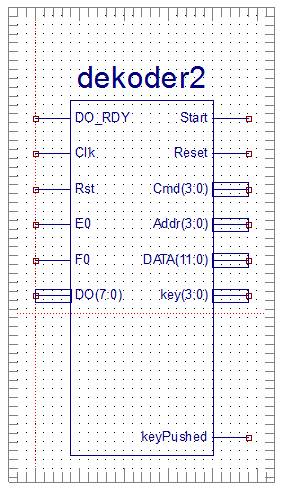 dekoder2
DO_RDY Start
Clk Reset
Rst Cmd(3:0)
E0 Addr(3:0)
F0 DATA(11:0)
DO(7:0) key(3:0)
keyPushed